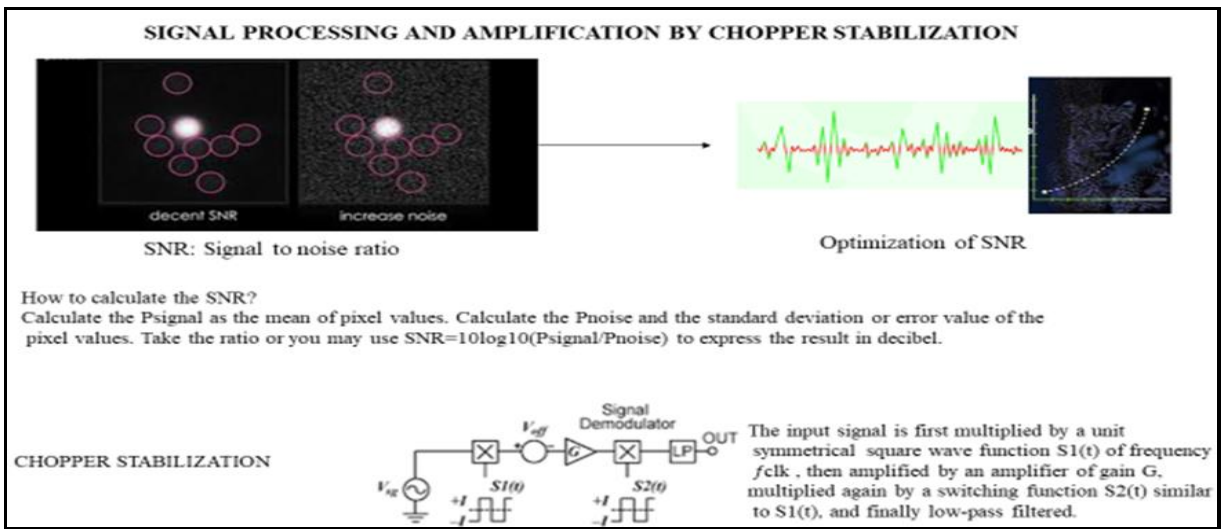 SIGNAL PROCESSING AND AMPLIFICATION BY CHOPPER STABILIZATION
decent SNR
increase noise
SNR: Signal to noise ratio
Optimization of SNR
How to calculate the SNR?
Calculate the Psignal as the mean of pixel values. Calculate the Pnoise and the standard deviation or error value of the
pixel values. Take the ratio or you may use SNR=10log10(Psignal/Pnoise) to express the result in decibel.
CHOPPER STABILIZATION
Signal
Demodulator
Veff
G
LP
OUT
S1(t)
S2(t)
+1
-1
+1
-1
The input signal is first multiplied by a unit
symmetrical square wave function S1(t) of frequency
fclk , then amplified by an amplifier of gain G,
multiplied again by a switching function S2(t) similar
to S1(t), and finally low-pass filtered.